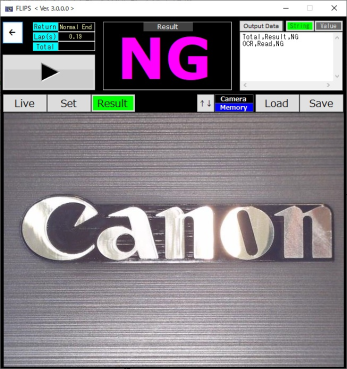 FLIPS < Ver. 3.0.0.0 >
Return Normal End
Lap(s) 0.19
Total
Result
NG
Output Data String Value
Total,Result,NG
OCR,Read,NG
Live Set Result ↑↓ Camera Memory Load Save
Canon